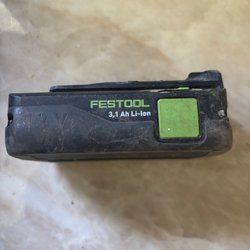 FESTOOL
3,1 Ah Li-Ion